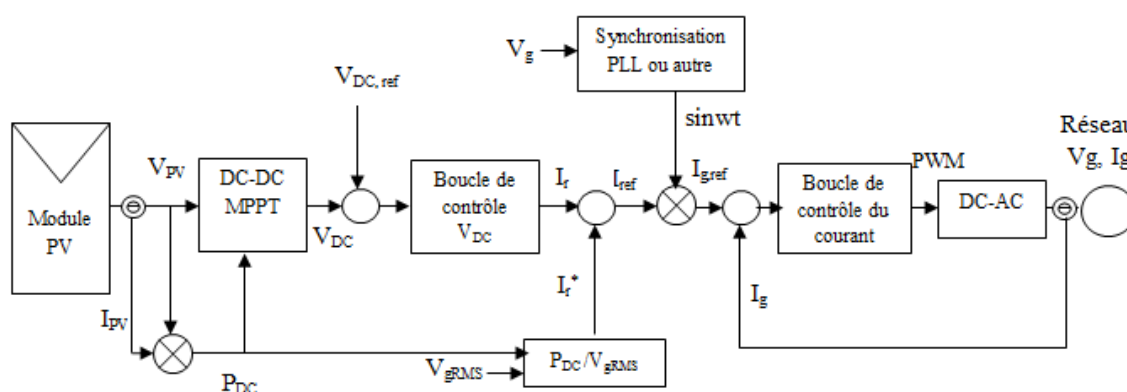 Synchronisation
PLL ou autre
V_g
V_DC, ref
sinwt
Réseau
Vg, Ig
V_PV
DC-DC
MPPT
V_DC
Boucle de
contrôle
V_DC
I_r
I_ref
I_g,ref
Boucle de
contrôle du
courant
PWM
DC-AC
Module
PV
I_r*
I_g
I_PV
P_DC
V_gRMS
P_DC/V_gRMS